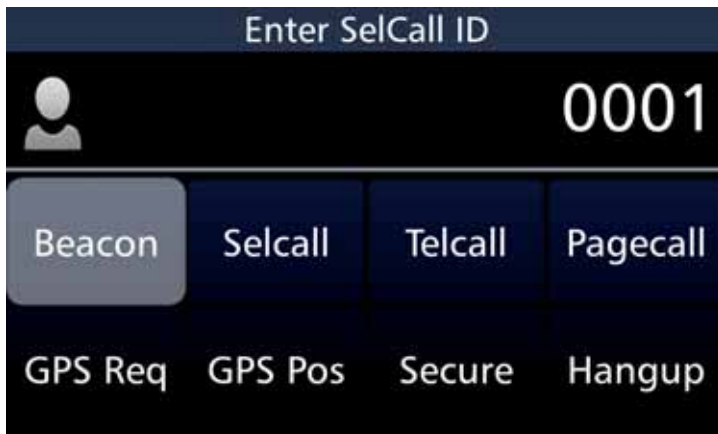 Enter SelCall ID
0001
Beacon Selcall Telcall Pagecall
GPS Req GPS Pos Secure Hangup